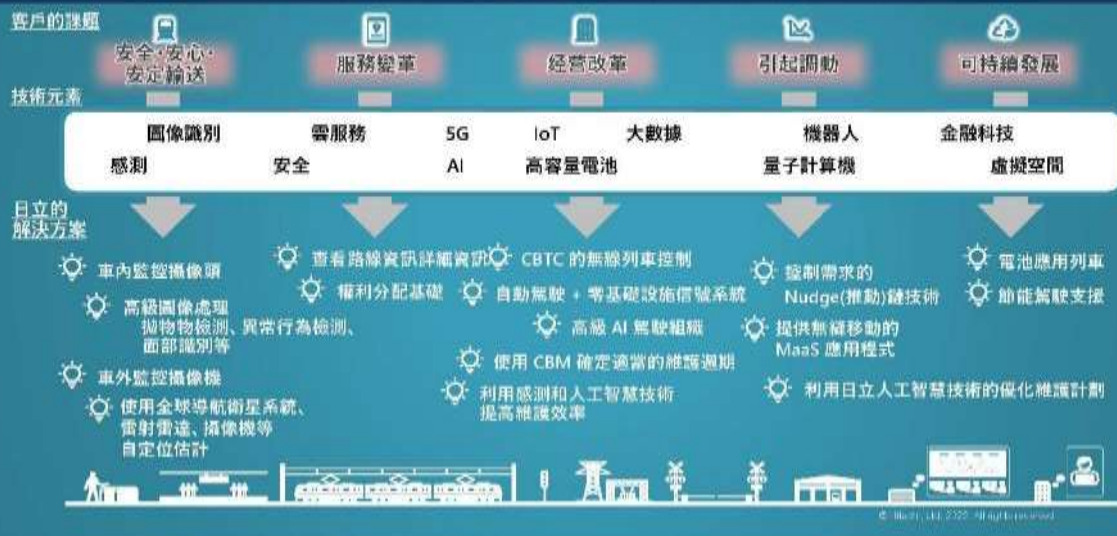 客戶的課題
安全·安心·
安定輸送
服務變革
経営改革
引起調動
可持續發展
技術元素
圖像識別 雲服務 5G IoT 大數據 機器人 金融科技
感測 安全 AI 高容量電池 量子計算機 虛擬空間
日立的
解決方案
車內監控攝像頭
高級圖像處理
拋物物檢測、異常行為檢測、
面部識別等
車外監控攝像機
使用全球導航衛星系統、
雷射雷達、攝像機等
自定位估計
查看路線資訊詳細資訊
權利分配基礎
CBTC 的無線列車控制
自動駕駛 + 零基礎設施信號系統
高級 AI 駕駛組織
使用 CBM 確定適當的維護週期
利用感測和人工智慧技術
提高維護效率
控制需求的
Nudge(推動)鏈技術
提供無縫移動的
MaaS 應用程式
利用日立人工智慧技術的優化維護計劃
電池應用列車
節能駕駛支援
© Hitachi, Ltd. 2022. All rights reserved.